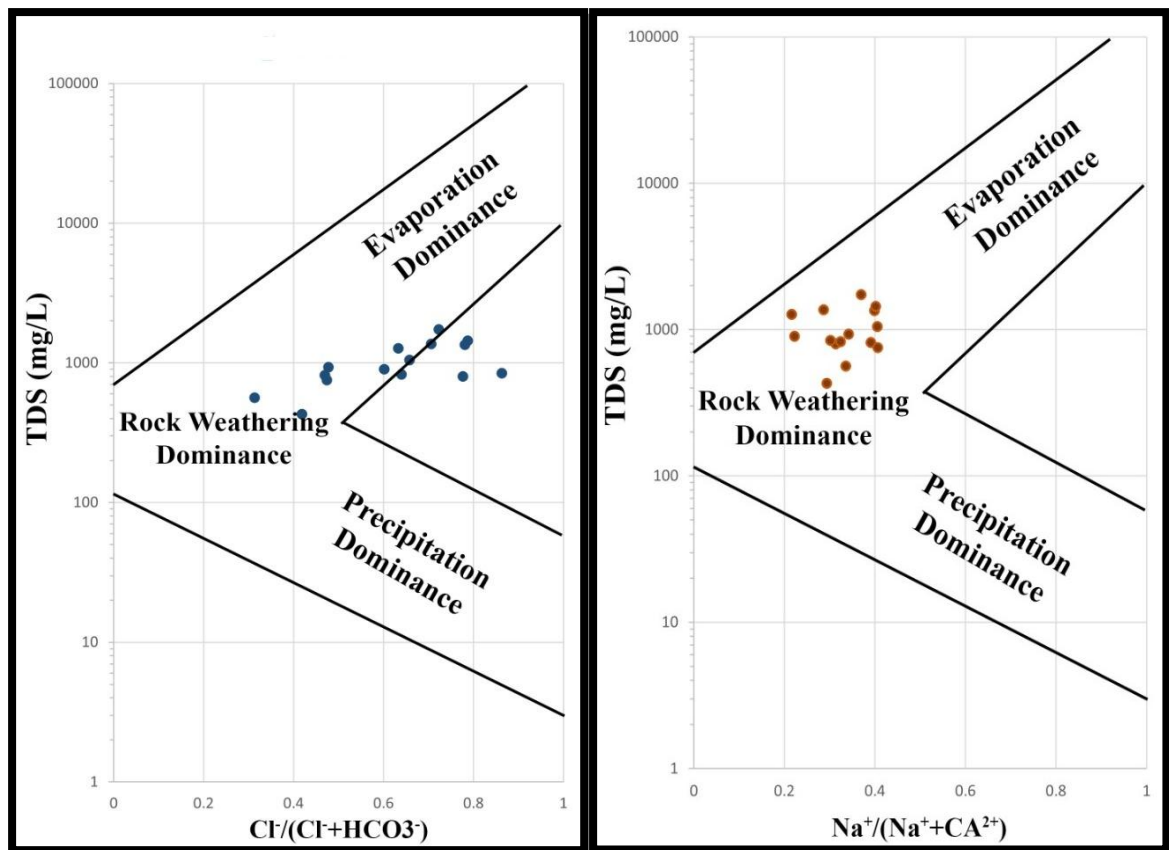 100000
10000
1000
100
10
1
0
0.2
0.4
0.6
0.8
1
TDS (mg/L)
Cl⁻/(Cl⁻+HCO3⁻)
Evaporation
Dominance
Rock Weathering
Dominance
Precipitation
Dominance
100000
10000
1000
100
10
1
0
0.2
0.4
0.6
0.8
1
TDS (mg/L)
Na⁺/(Na⁺+CA²⁺)
Evaporation
Dominance
Rock Weathering
Dominance
Precipitation
Dominance